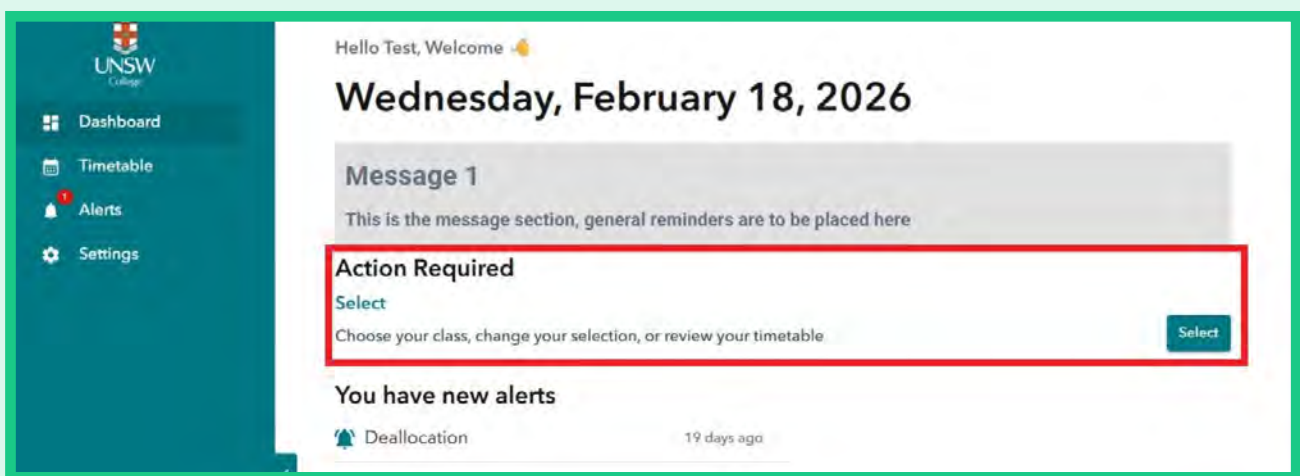 UNSW
College
Dashboard
Timetable
1
Alerts
Settings
Hello Test, Welcome 👋
Wednesday, February 18, 2026
Message 1
This is the message section, general reminders are to be placed here
Action Required
Select
Choose your class, change your selection, or review your timetable
Select
You have new alerts
Deallocation
19 days ago